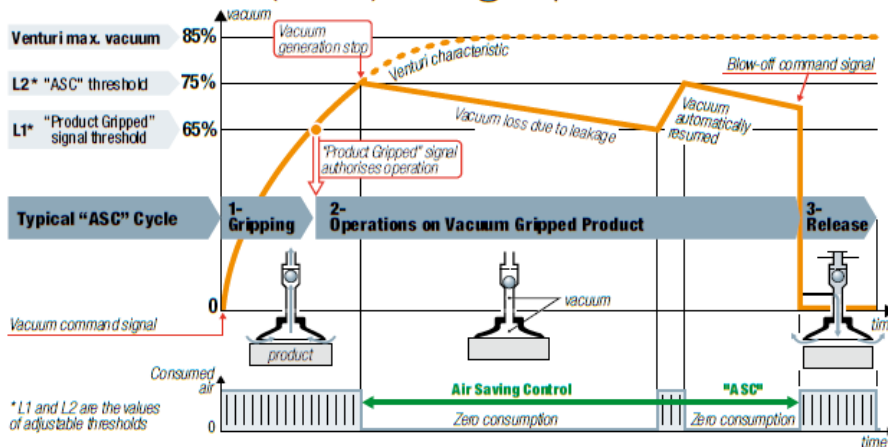 vacuum
Venturi max. vacuum
85%
Vacuum
generation stop
Venturi characteristic
Blow-off command signal
L2* "ASC" threshold
75%
L1*
"Product Gripped"
signal threshold
65%
Vacuum loss due to leakage
Vacuum
automatically
resumed
"Product Gripped" signal
authorises operation
Typical "ASC" Cycle
1-
Gripping
2-
Operations on Vacuum Gripped Product
3-
Release
0
vacuum
time
Vacuum command signal
product
Consumed
air
Air Saving Control
"ASC"
* L1 and L2 are the values
of adjustable thresholds
Zero consumption
Zero consumption
0
time